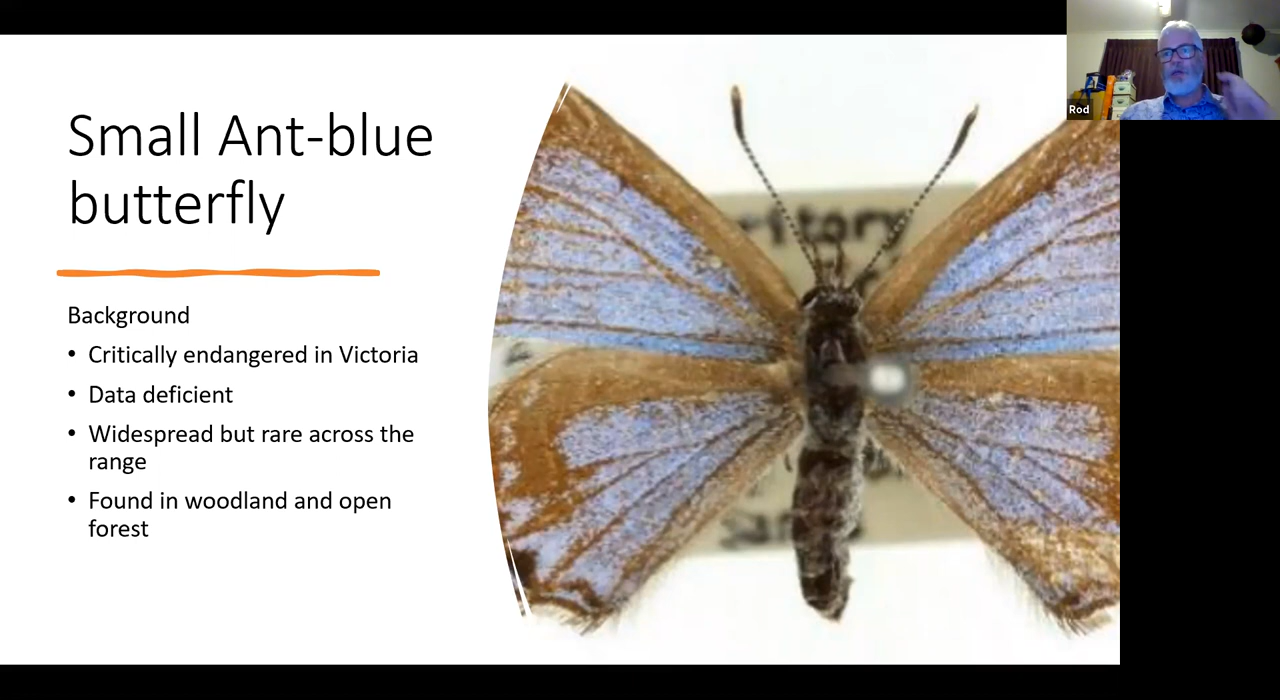 Small Ant-blue
butterfly
Background
• Critically endangered in Victoria
• Data deficient
• Widespread but rare across the
range
• Found in woodland and open
forest
Rod